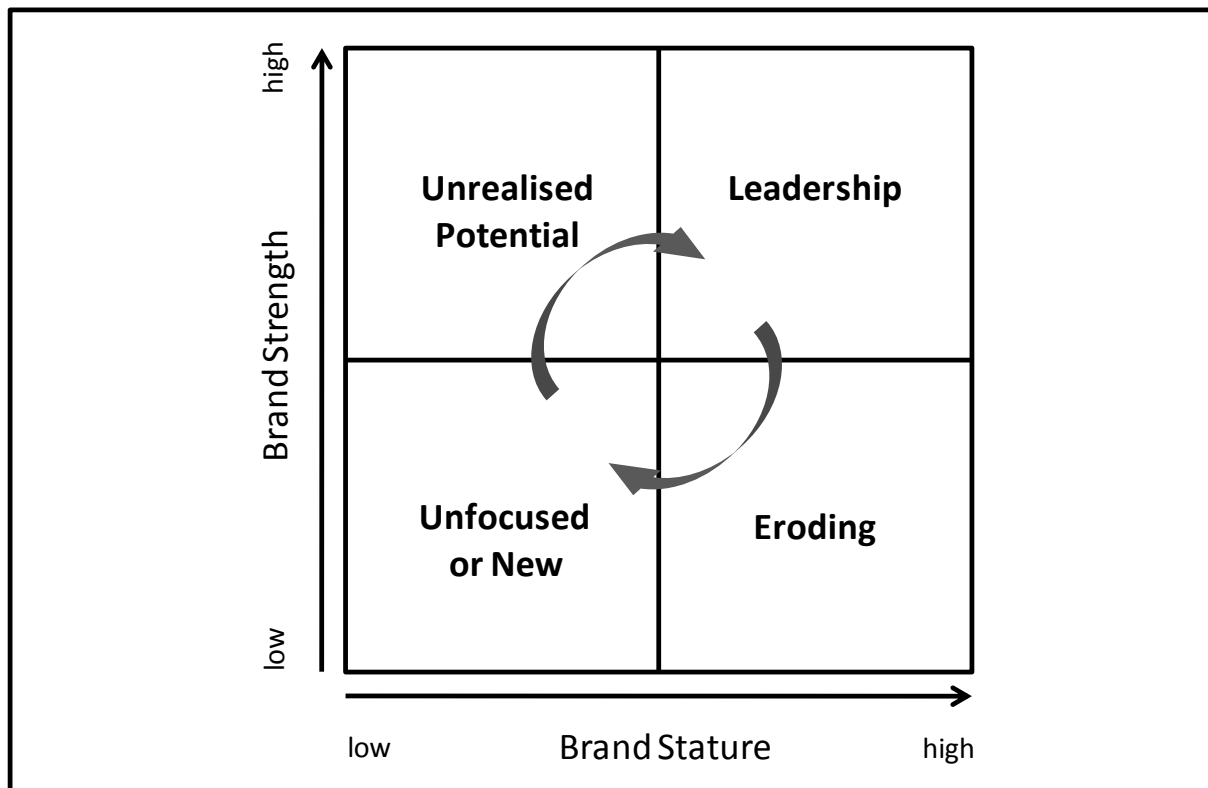 high
Unrealised
Potential
Leadership
Brand Strength
Unfocused
or New
Eroding
low
low
Brand Stature
high